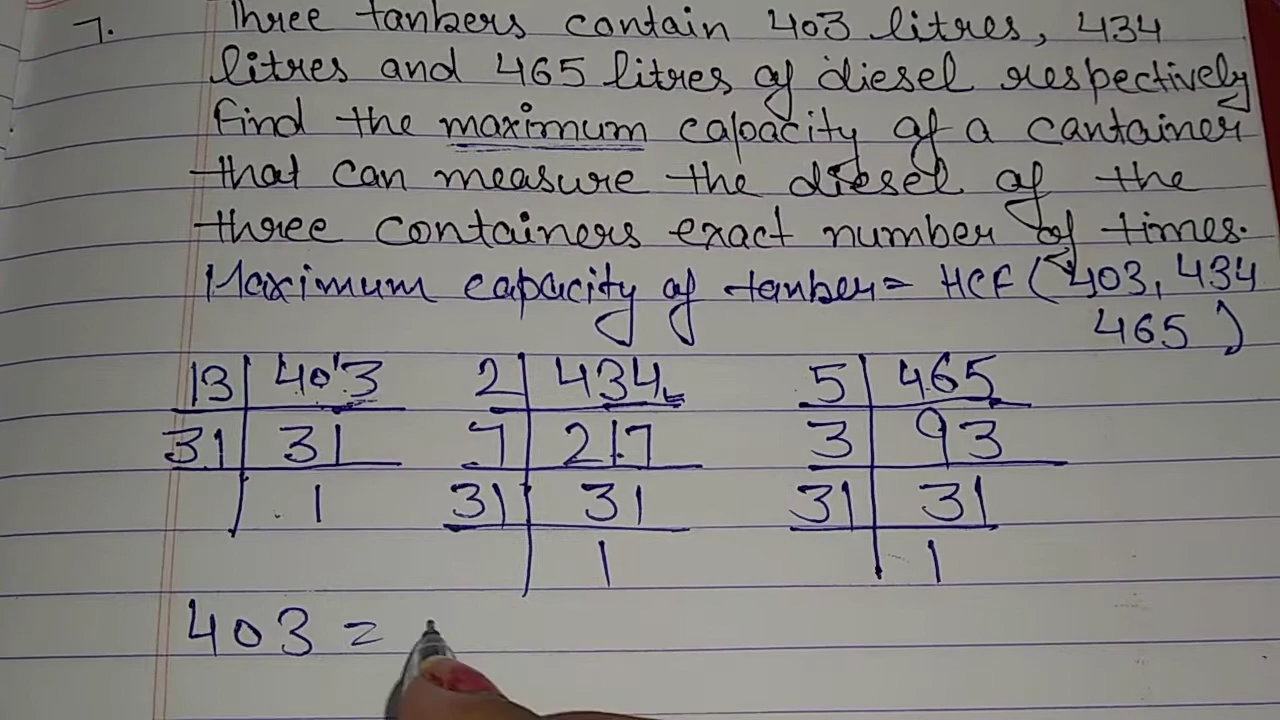 7. Three tankers contain 403 litres, 434
litres and 465 litres of diesel respectively
find the maximum capacity of a cantainer
that can measure the diesel of the
three containers exact number of times.
Maximum capacity of tanker = HCF (403, 434
465)
13 | 403 2 | 434 5 | 465
31 | 31 7 | 217 3 | 93
| 1 31 | 31 31 | 31
| 1 | 1
403 =